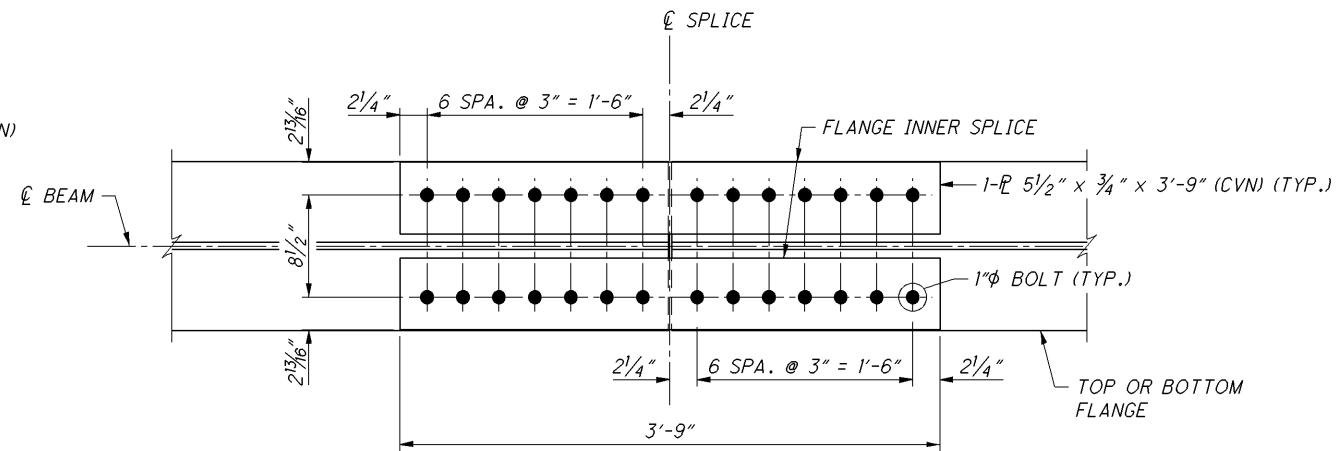 ℄ SPLICE
2¼″
6 SPA. @ 3″ = 1′-6″
2¼″
2¹³⁄₁₆″
N)
FLANGE INNER SPLICE
℄ BEAM
1-⅊ 5½″ x ¾″ x 3′-9″ (CVN) (TYP.)
8½″
1″ϕ BOLT (TYP.)
2¹³⁄₁₆″
2¼″
6 SPA. @ 3″ = 1′-6″
2¼″
TOP OR BOTTOM
FLANGE
3′-9″